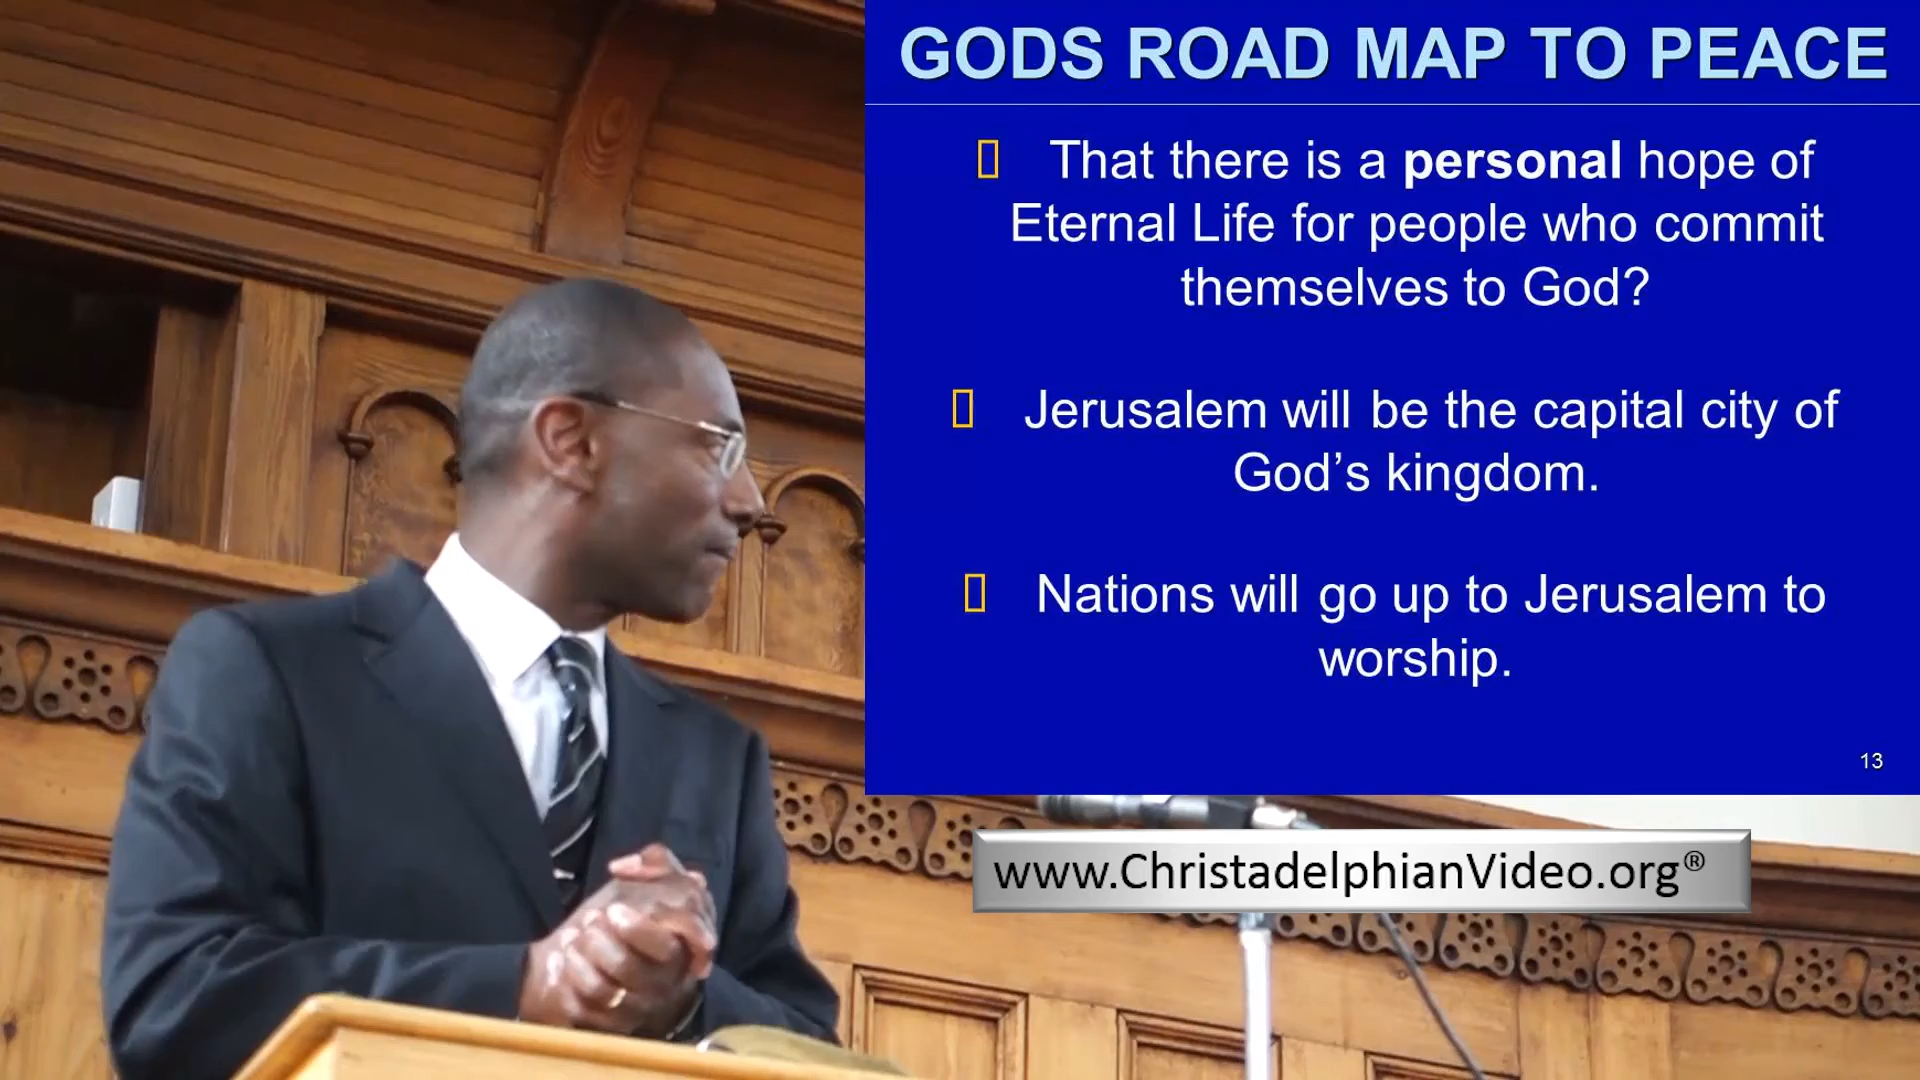 GODS ROAD MAP TO PEACE
That there is a personal hope of
Eternal Life for people who commit
themselves to God?
Jerusalem will be the capital city of
God’s kingdom.
Nations will go up to Jerusalem to
worship.
13
www.ChristadelphianVideo.org®